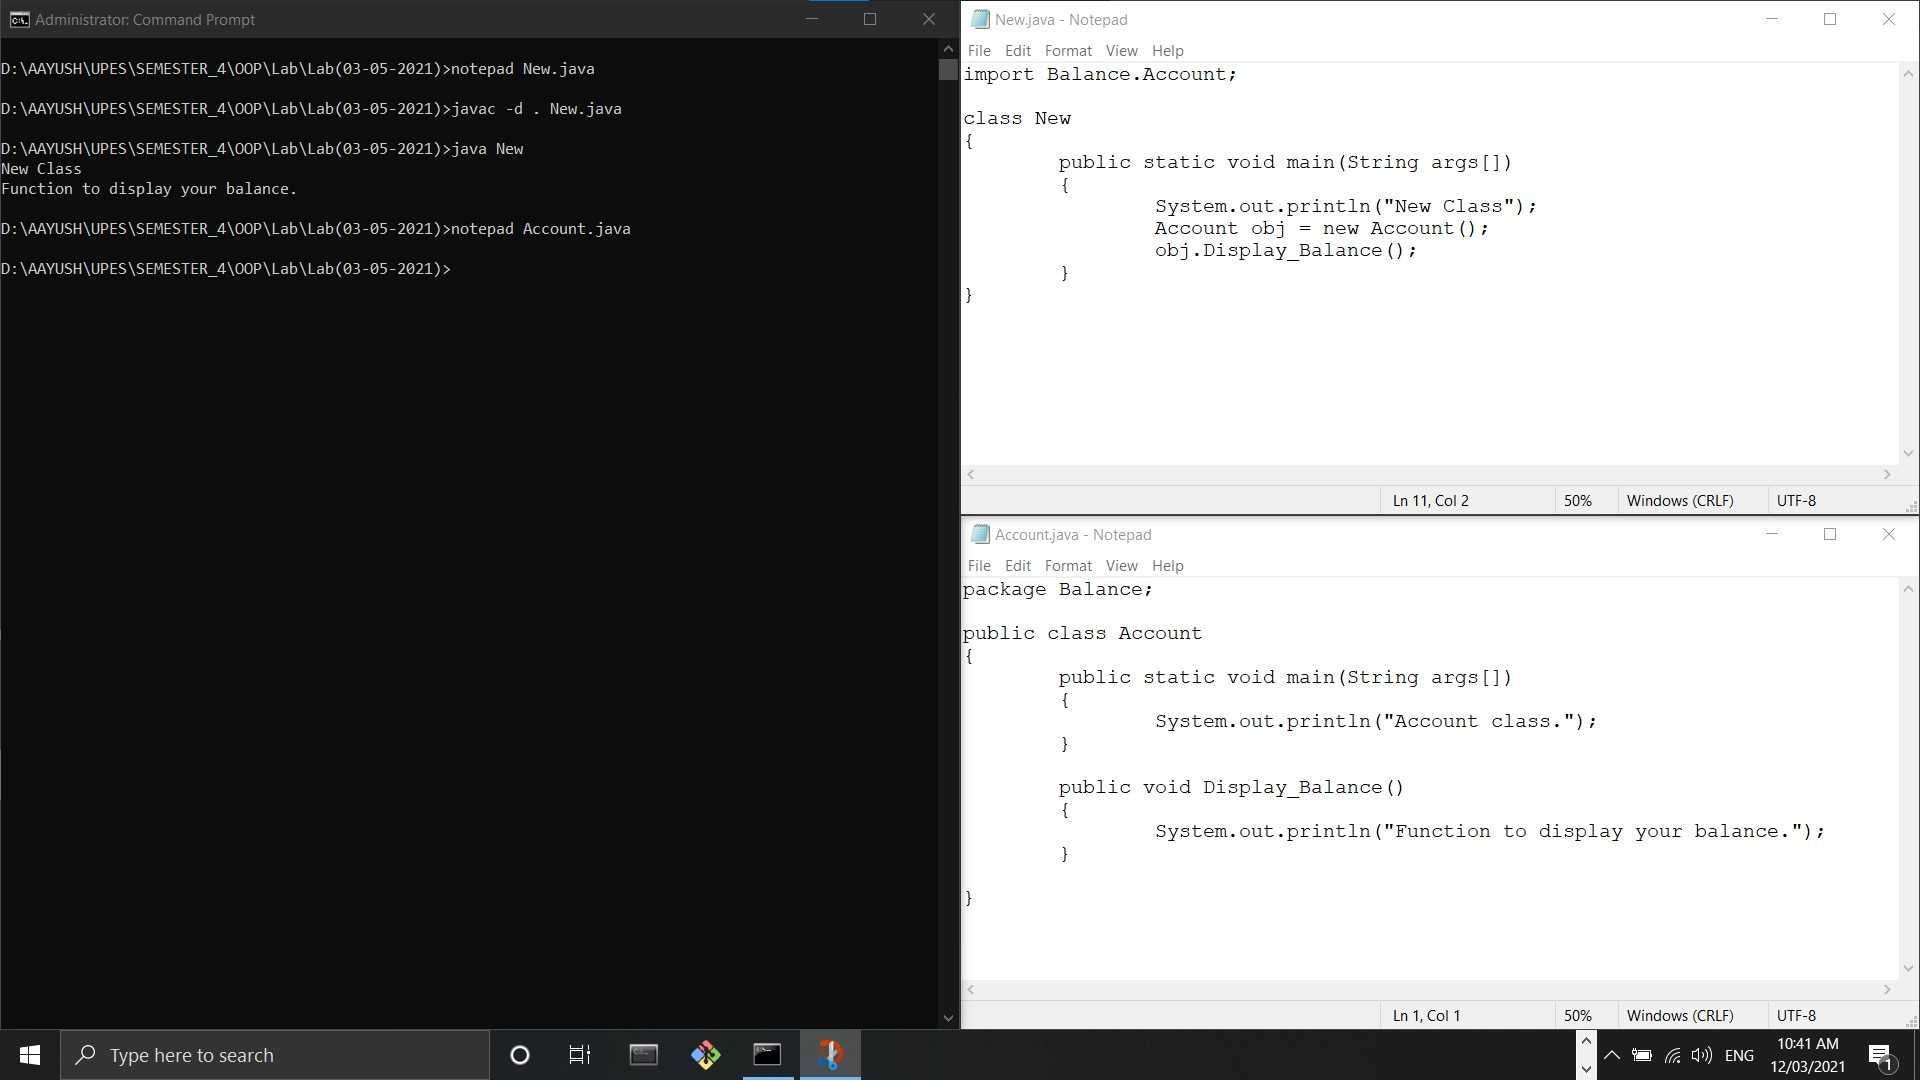 Administrator: Command Prompt
D:\AAYUSH\UPES\SEMESTER_4\OOP\Lab\Lab(03-05-2021)>notepad New.java
D:\AAYUSH\UPES\SEMESTER_4\OOP\Lab\Lab(03-05-2021)>javac -d . New.java
D:\AAYUSH\UPES\SEMESTER_4\OOP\Lab\Lab(03-05-2021)>java New
New Class
Function to display your balance.
D:\AAYUSH\UPES\SEMESTER_4\OOP\Lab\Lab(03-05-2021)>notepad Account.java
D:\AAYUSH\UPES\SEMESTER_4\OOP\Lab\Lab(03-05-2021)>
New.java - Notepad
File Edit Format View Help
import Balance.Account;
class New
{
public static void main(String args[])
{
System.out.println("New Class");
Account obj = new Account();
obj.Display_Balance();
}
}
Ln 11, Col 2 50% Windows (CRLF) UTF-8
Account.java - Notepad
File Edit Format View Help
package Balance;
public class Account
{
public static void main(String args[])
{
System.out.println("Account class.");
}
public void Display_Balance()
{
System.out.println("Function to display your balance.");
}
}
Ln 1, Col 1 50% Windows (CRLF) UTF-8
Type here to search
ENG
10:41 AM
12/03/2021
1